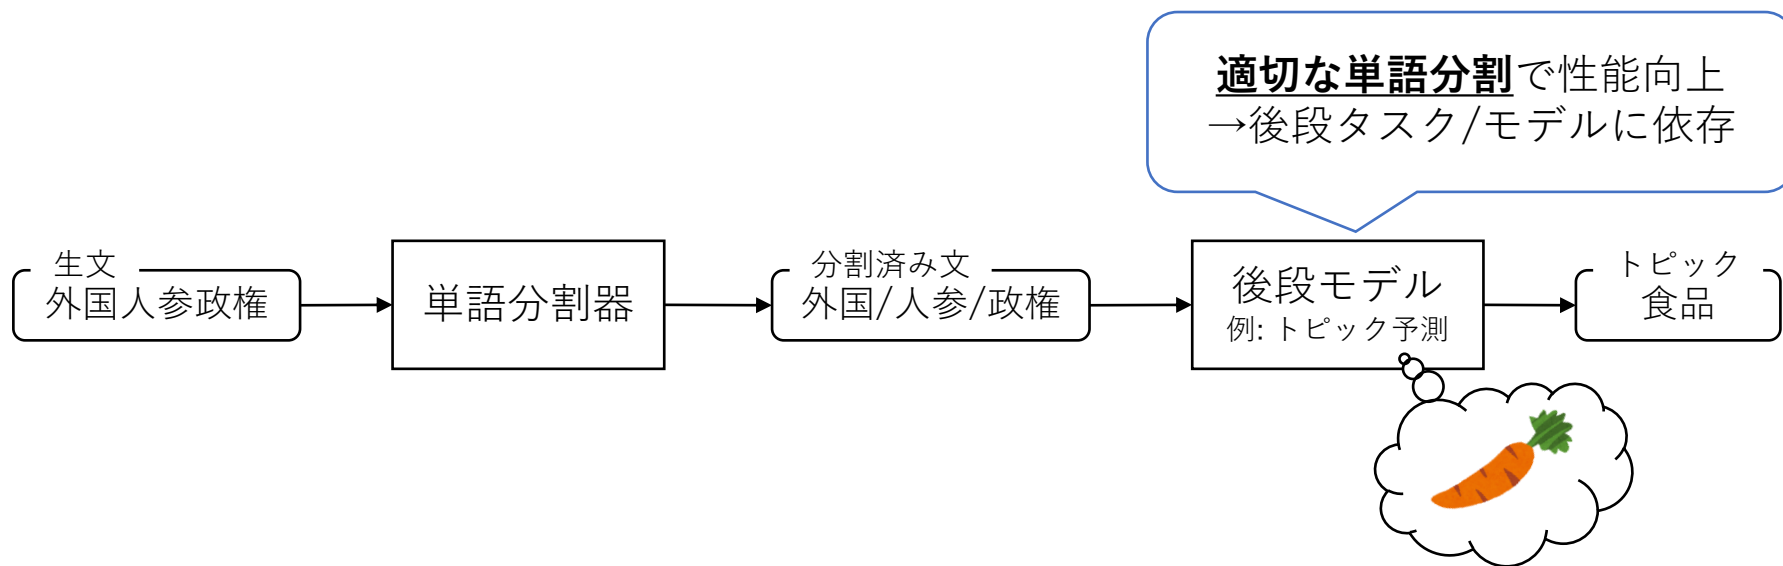 適切な単語分割で性能向上
→後段タスク/モデルに依存
生文
外国人参政権
単語分割器
分割済み文
外国/人参/政権
後段モデル
例: トピック予測
トピック
食品